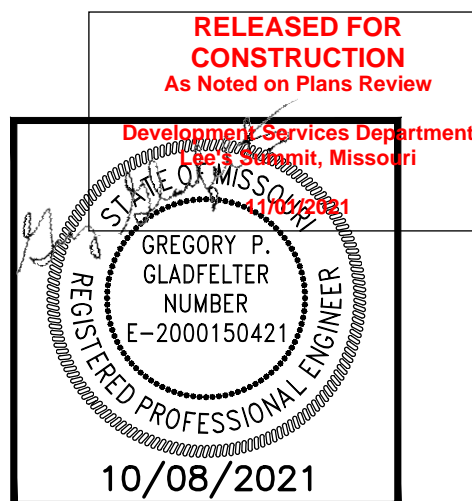 RELEASED FOR
CONSTRUCTION
As Noted on Plans Review
Development Services Department
Lee's Summit, Missouri
11/01/2021
STATE OF MISSOURI
GREGORY P.
GLADFELTER
NUMBER
E-2000150421
REGISTERED PROFESSIONAL ENGINEER
10/08/2021